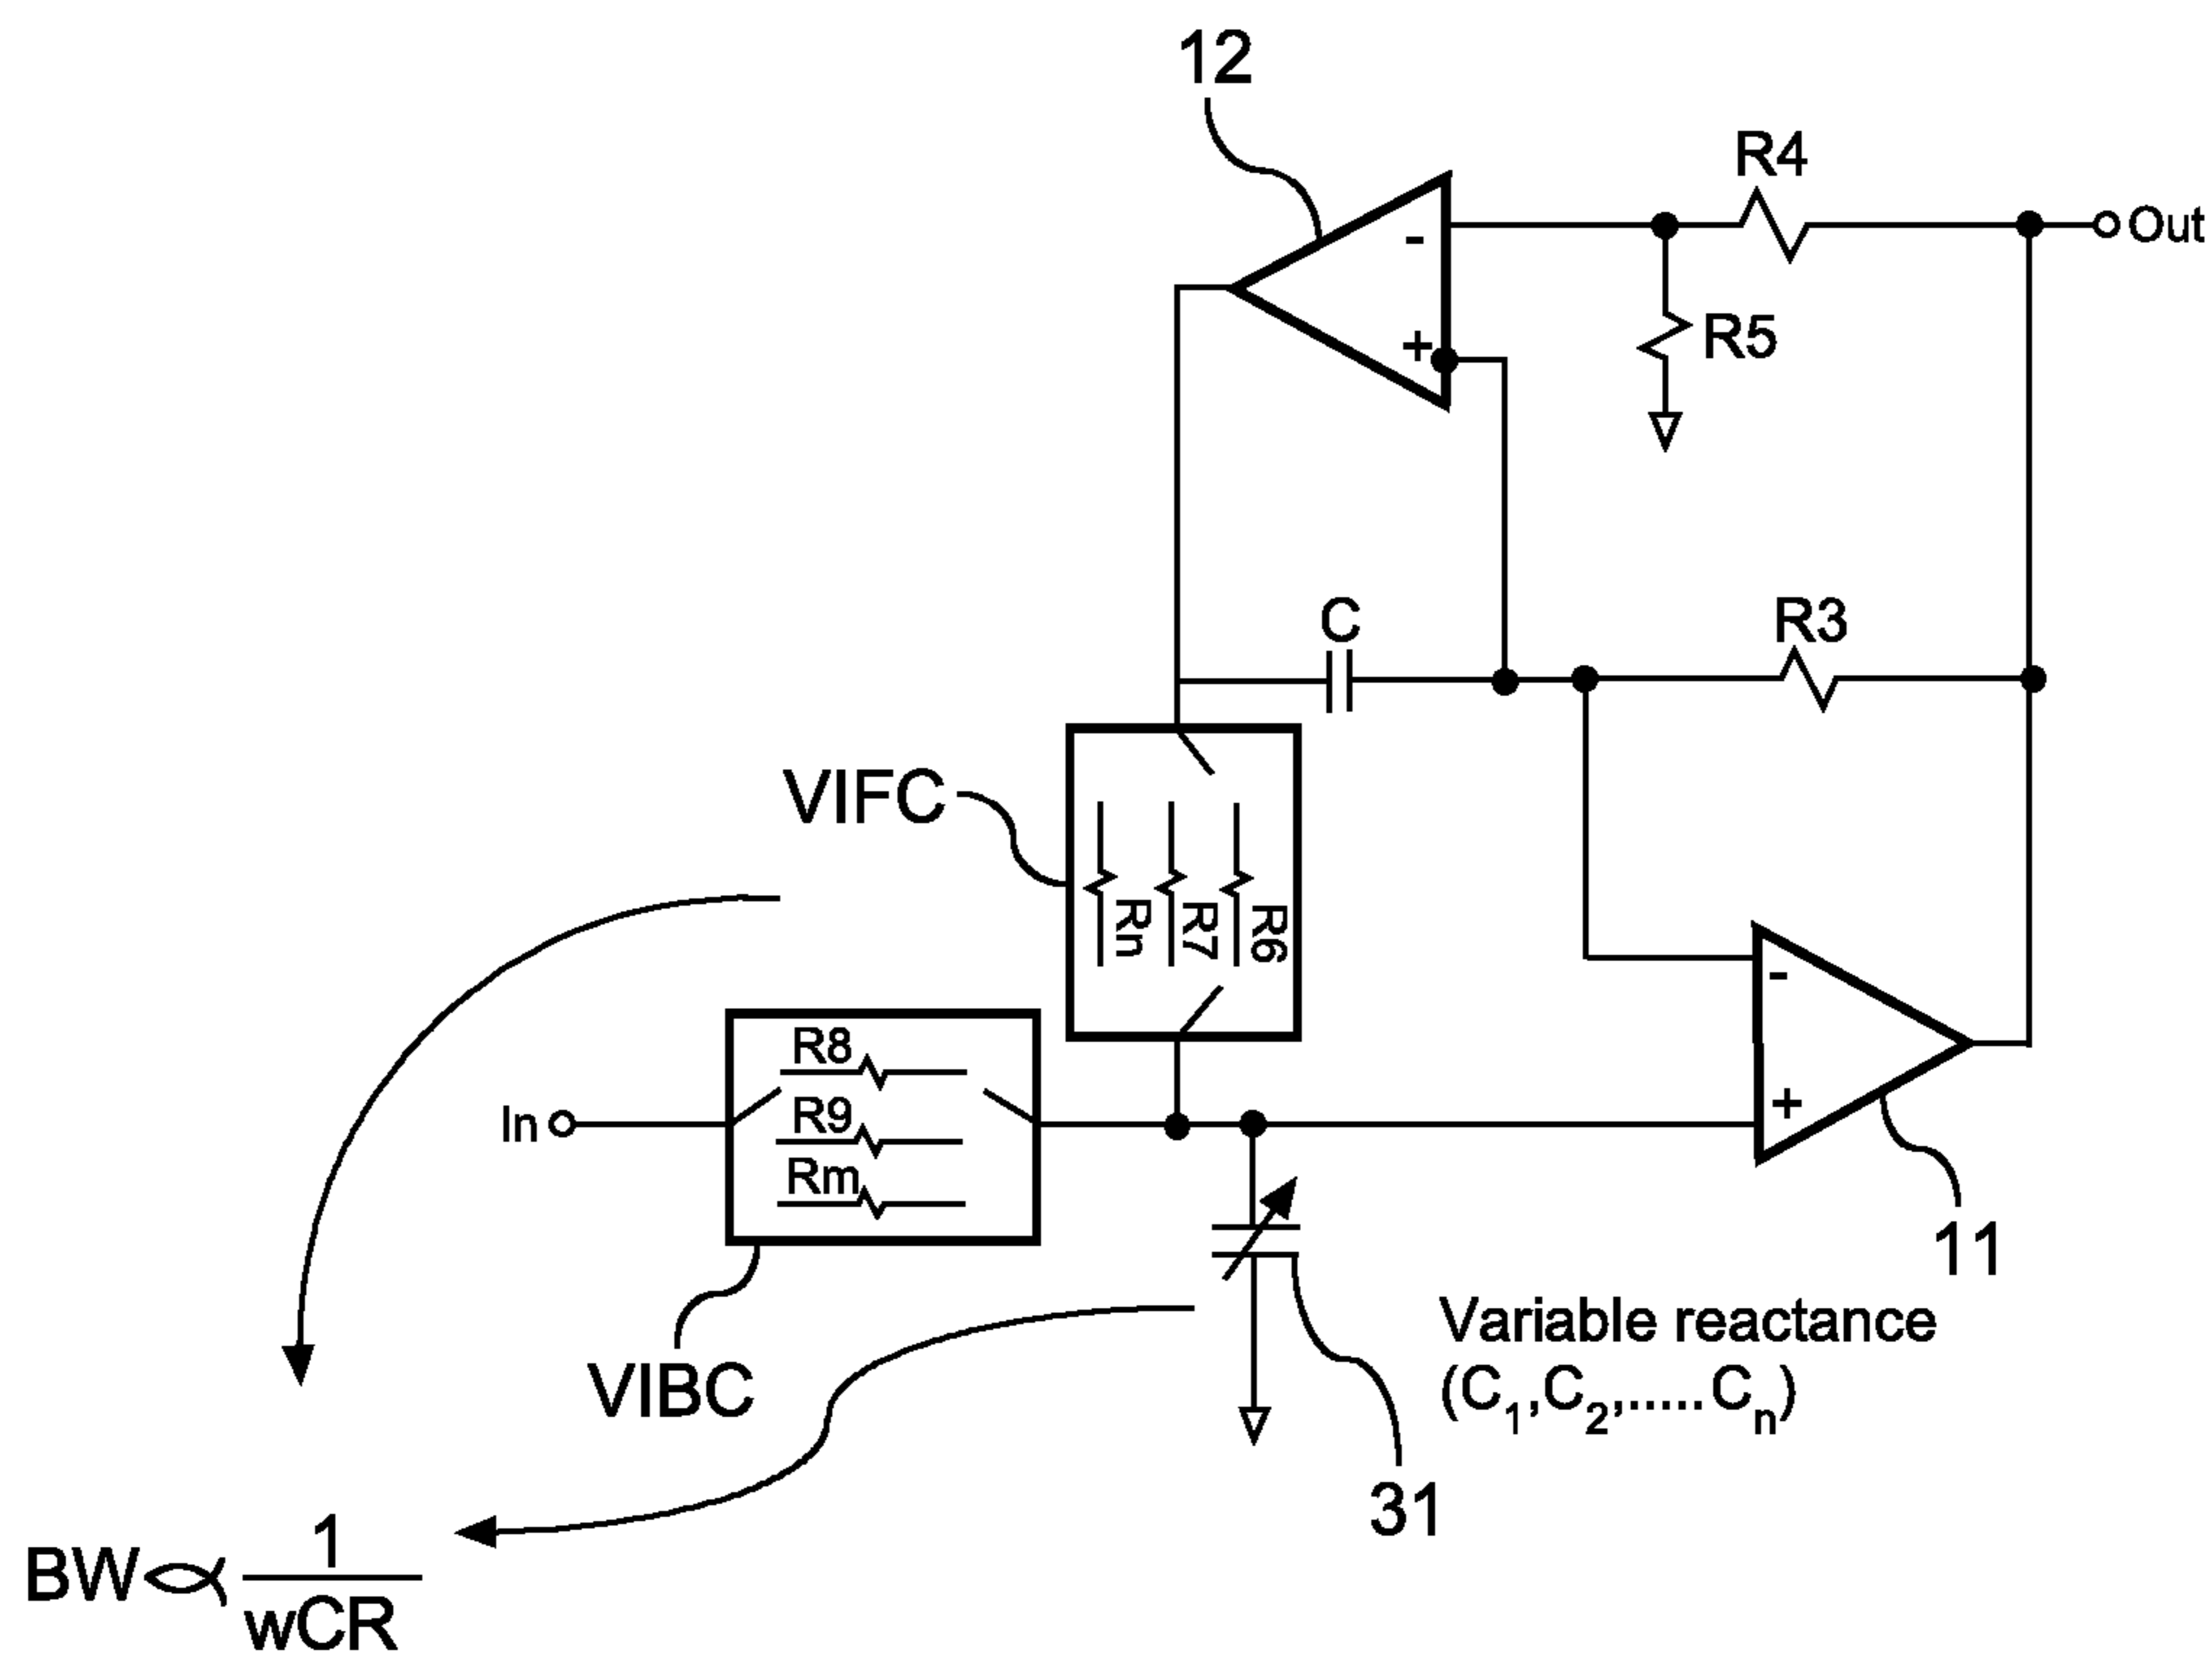 12
R4
Out
-
+
R5
C
R3
VIFC
Rn
R7
R6
-
+
R8
R9
Rm
In
11
VIBC
Variable reactance
(C1,C2,.....Cn)
31
BW∝ 1
wCR